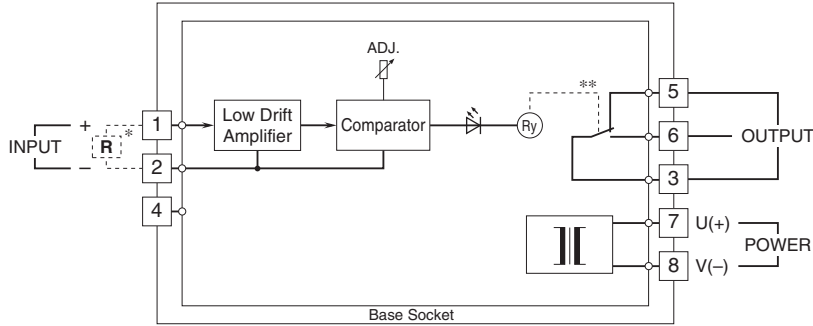 ADJ.
**
5
+
1
*
Low Drift
Amplifier
Comparator
Ry
6
OUTPUT
INPUT
R
–
2
3
4
7
U(+)
POWER
8
V(–)
Base Socket